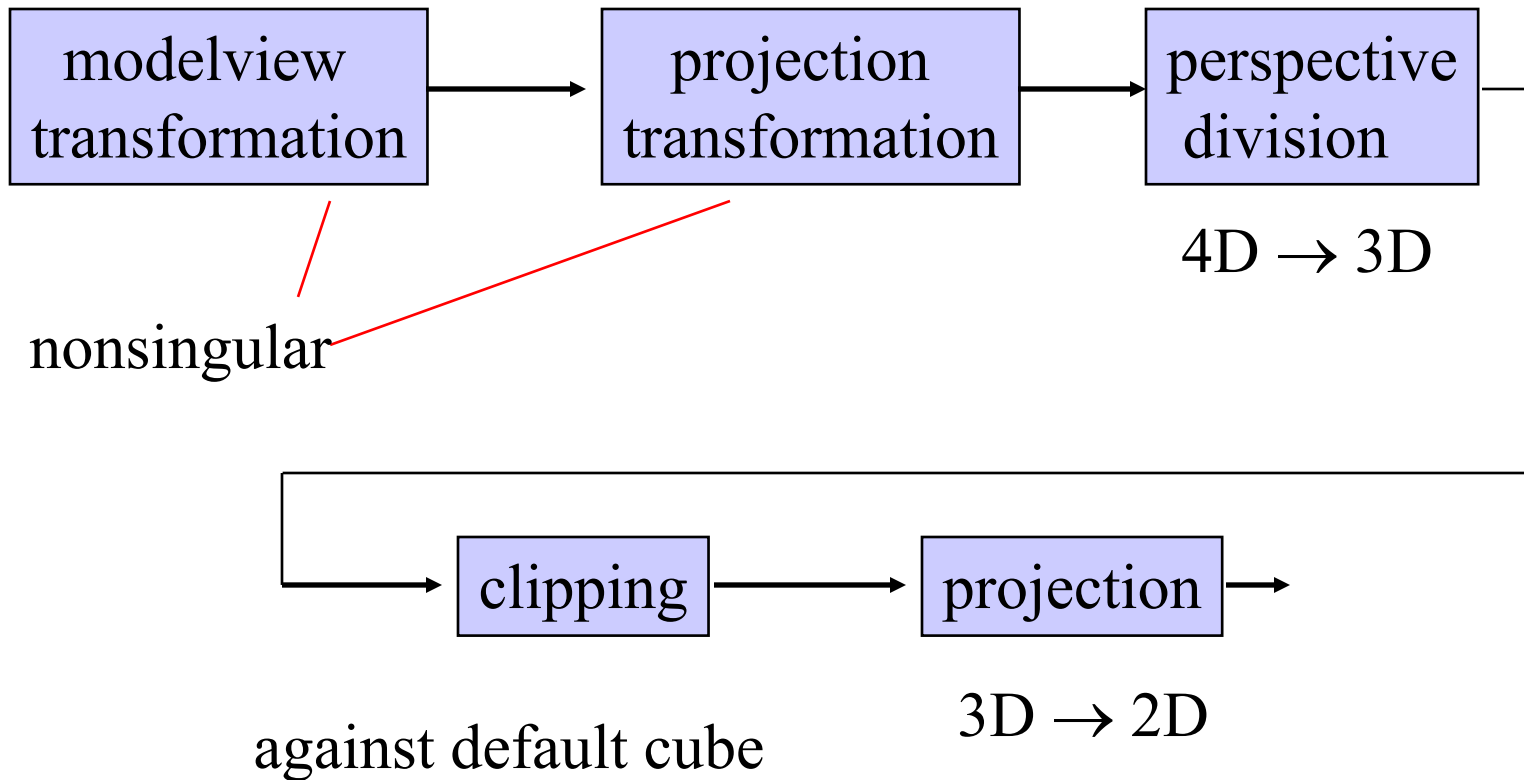 modelview
transformation
projection
transformation
perspective
division
4D → 3D
nonsingular
clipping
projection
against default cube
3D → 2D